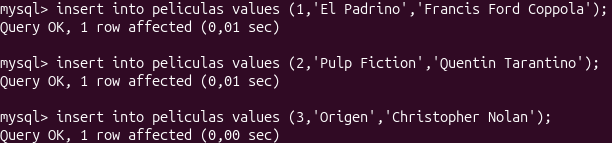 mysql> insert into peliculas values (1,'El Padrino','Francis Ford Coppola');
Query OK, 1 row affected (0,01 sec)
mysql> insert into peliculas values (2,'Pulp Fiction','Quentin Tarantino');
Query OK, 1 row affected (0,01 sec)
mysql> insert into peliculas values (3,'Origen','Christopher Nolan');
Query OK, 1 row affected (0,00 sec)